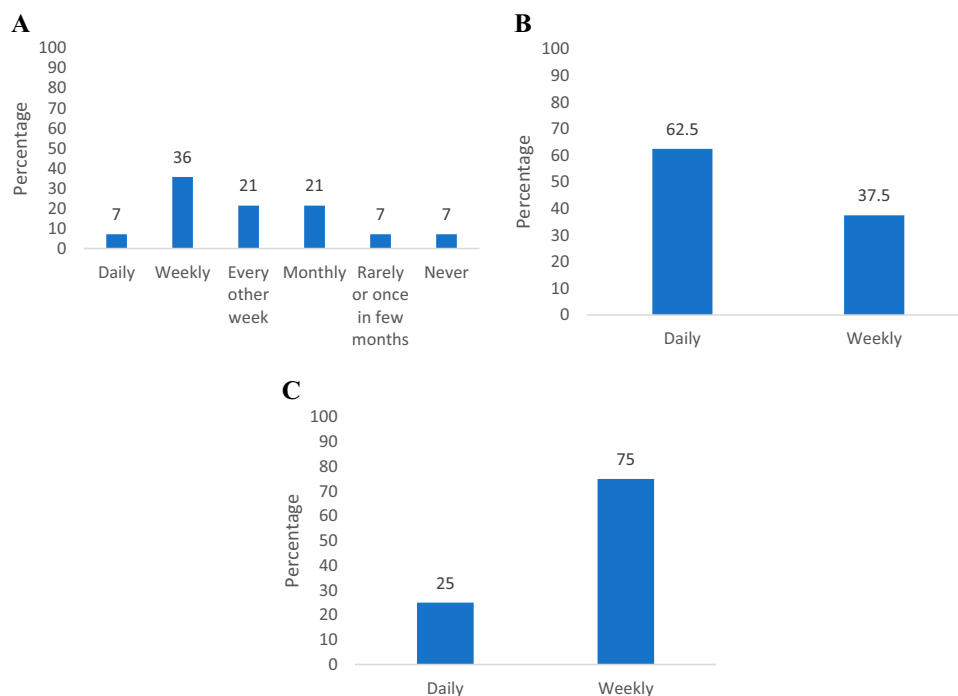 A
Percentage
100
90
80
70
60
50
40
30
20
10
0
7
36
21
21
7
7
Daily
Weekly
Every
other
week
Monthly
Rarely
or once
in few
months
Never
B
Percentage
100
90
80
70
60
50
40
30
20
10
0
62.5
37.5
Daily
Weekly
C
Percentage
100
90
80
70
60
50
40
30
20
10
0
25
75
Daily
Weekly